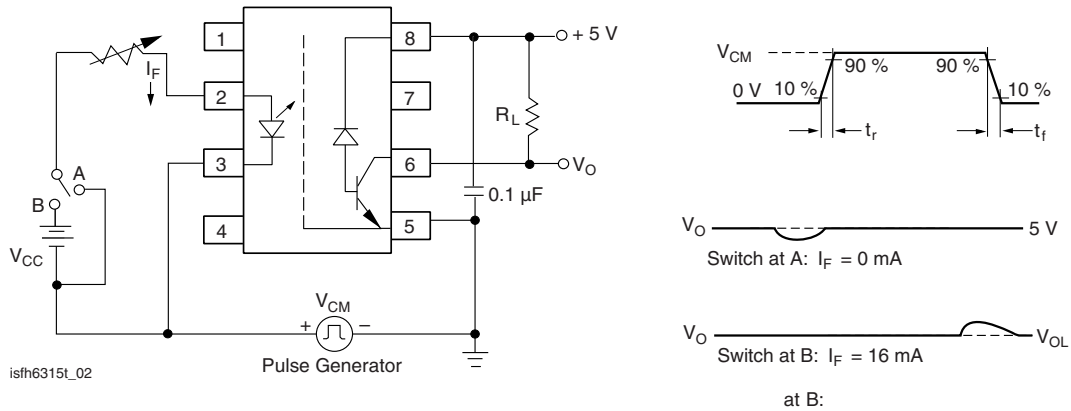 1
8
+ 5 V
I_F
2
7
R_L
3
6
V_O
A
B
0.1 µF
4
5
V_CC
V_CM
+
–
Pulse Generator
isfh6315t_02
V_CM
90 %
90 %
0 V
10 %
10 %
t_r
t_f
V_O
5 V
Switch at A: I_F = 0 mA
V_O
V_OL
Switch at B: I_F = 16 mA
at B: